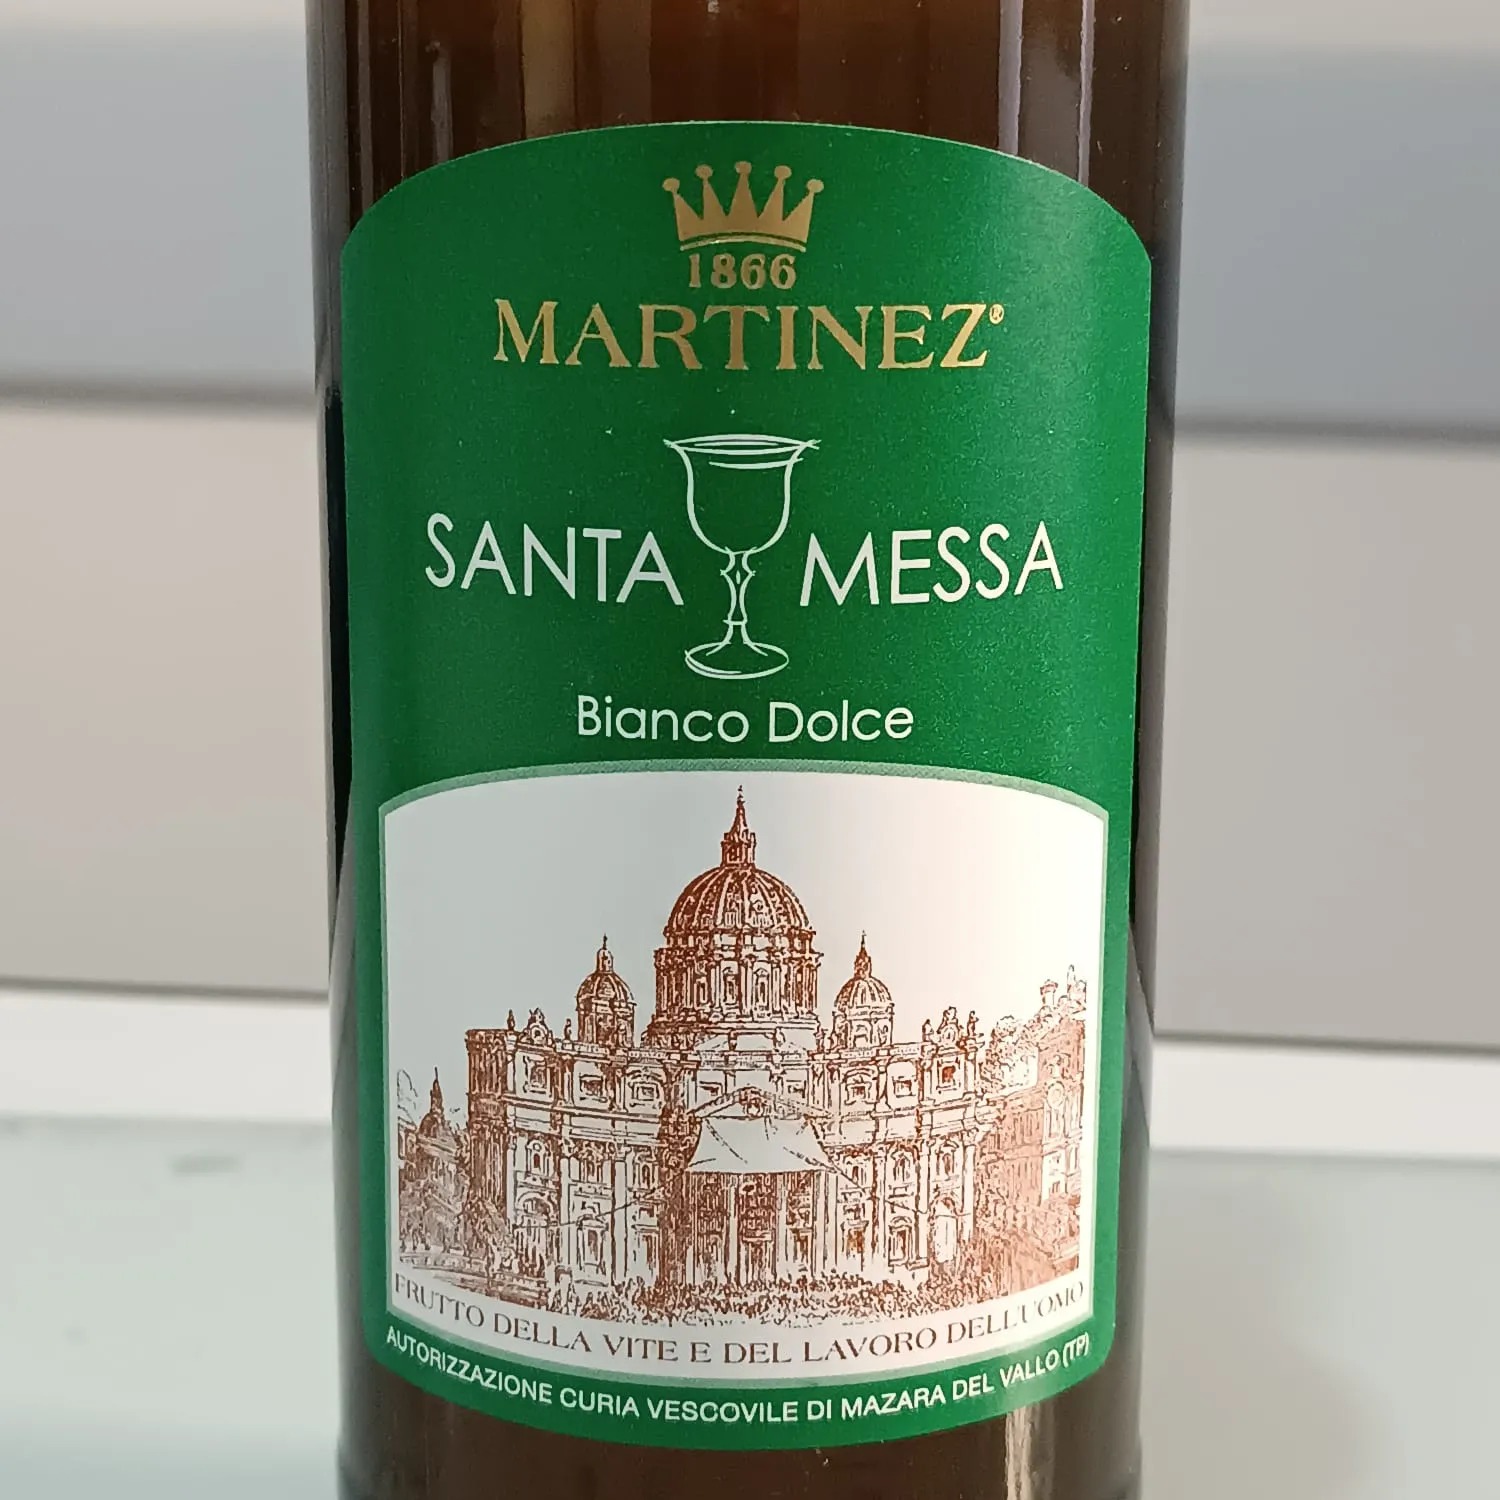 1866
MARTINEZ®
SANTA MESSA
Bianco Dolce
FRUTTO DELLA VITE E DEL LAVORO DELL'UOMO
AUTORIZZAZIONE CURIA VESCOVILE DI MAZARA DEL VALLO (TP)